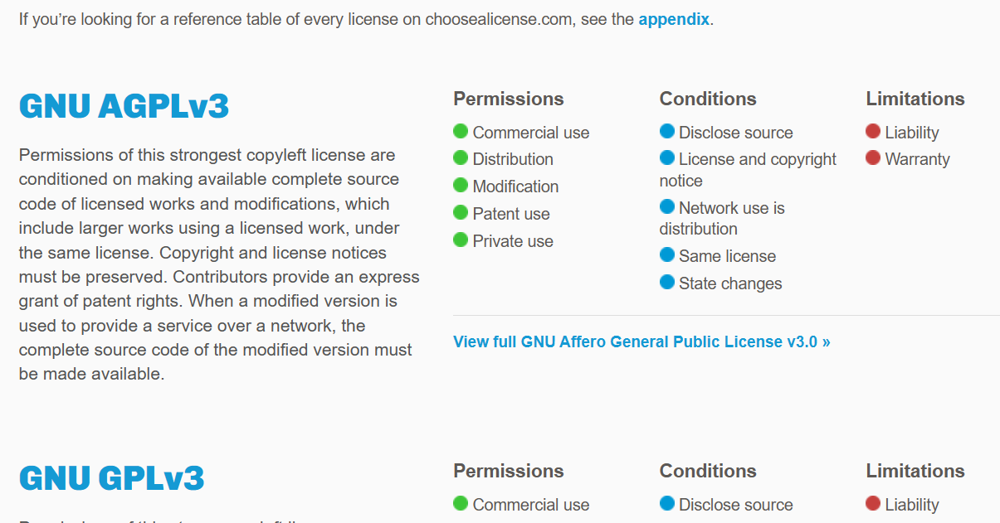 If you’re looking for a reference table of every license on choosealicense.com, see the appendix.
GNU AGPLv3
Permissions of this strongest copyleft license are
conditioned on making available complete source
code of licensed works and modifications, which
include larger works using a licensed work, under
the same license. Copyright and license notices
must be preserved. Contributors provide an express
grant of patent rights. When a modified version is
used to provide a service over a network, the
complete source code of the modified version must
be made available.
Permissions
Commercial use
Distribution
Modification
Patent use
Private use
Conditions
Disclose source
License and copyright
notice
Network use is
distribution
Same license
State changes
Limitations
Liability
Warranty
View full GNU Affero General Public License v3.0 »
GNU GPLv3
Permissions
Commercial use
Conditions
Disclose source
Limitations
Liability